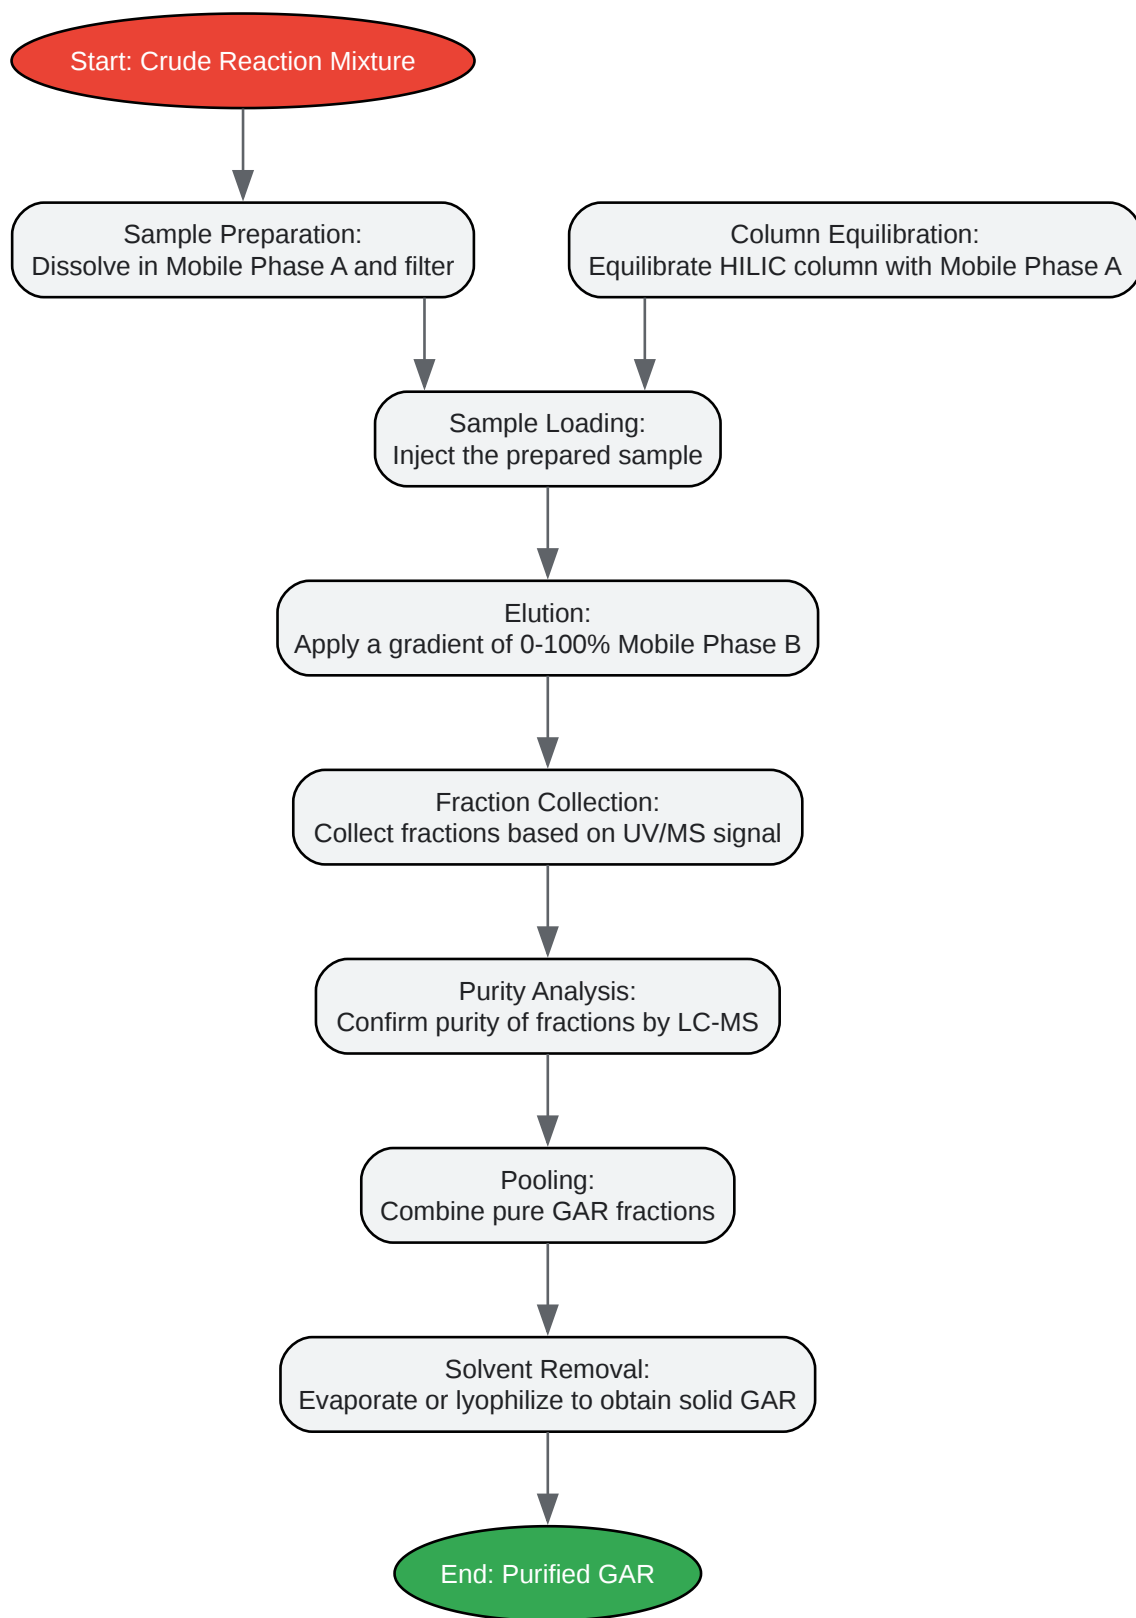 Start: Crude Reaction Mixture
Sample Preparation:
Dissolve in Mobile Phase A and filter
Column Equilibration:
Equilibrate HILIC column with Mobile Phase A
Sample Loading:
Inject the prepared sample
Elution:
Apply a gradient of 0-100% Mobile Phase B
Fraction Collection:
Collect fractions based on UV/MS signal
Purity Analysis:
Confirm purity of fractions by LC-MS
Pooling:
Combine pure GAR fractions
Solvent Removal:
Evaporate or lyophilize to obtain solid GAR
End: Purified GAR